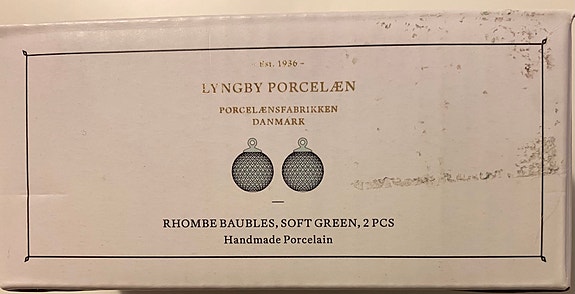 Est. 1936 –
LYNGBY PORCELÆN
PORCELÆNSFABRIKKEN
DANMARK
RHOMBE BAUBLES, SOFT GREEN, 2 PCS
Handmade Porcelain